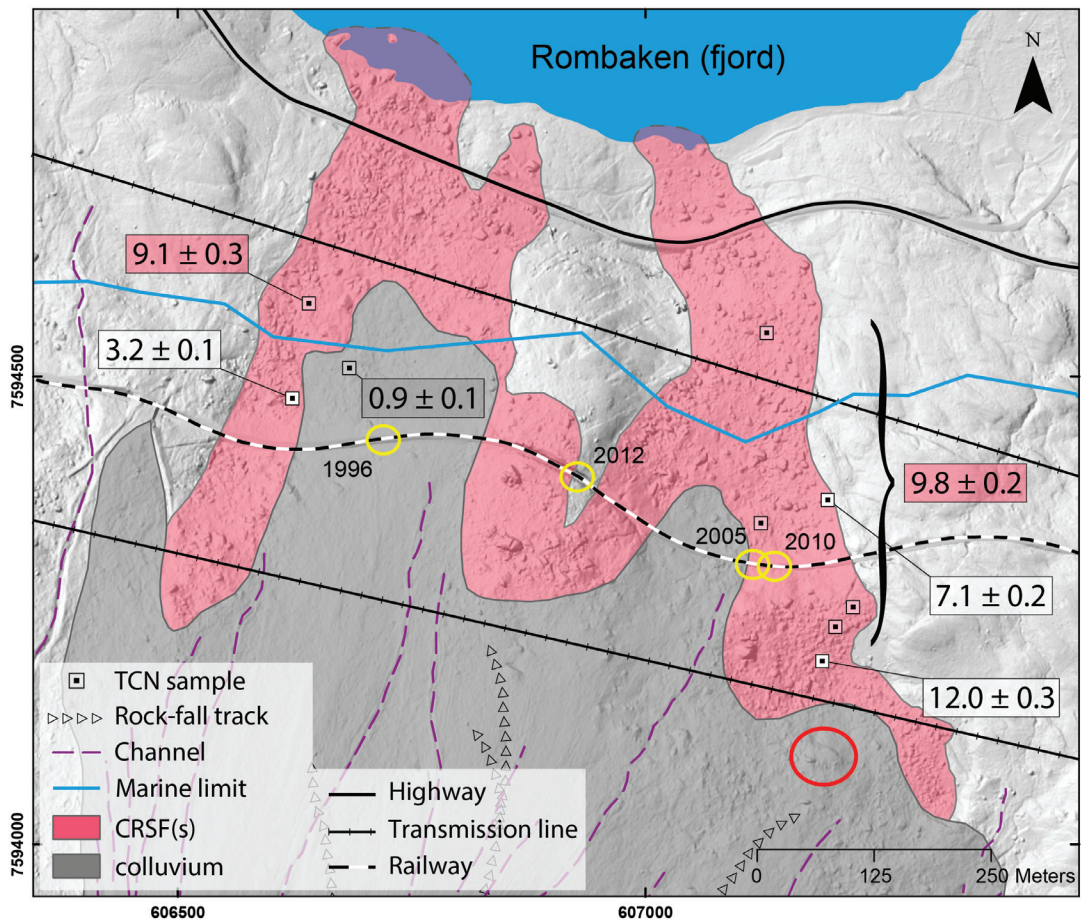 Rombaken (fjord)
N
9.1 ± 0.3
3.2 ± 0.1
0.9 ± 0.1
1996
2012
2005
2010
9.8 ± 0.2
7.1 ± 0.2
12.0 ± 0.3
7594500
7594000
TCN sample
Rock-fall track
Channel
Marine limit
CRSF(s)
colluvium
Highway
Transmission line
Railway
0 125 250 Meters
606500 607000